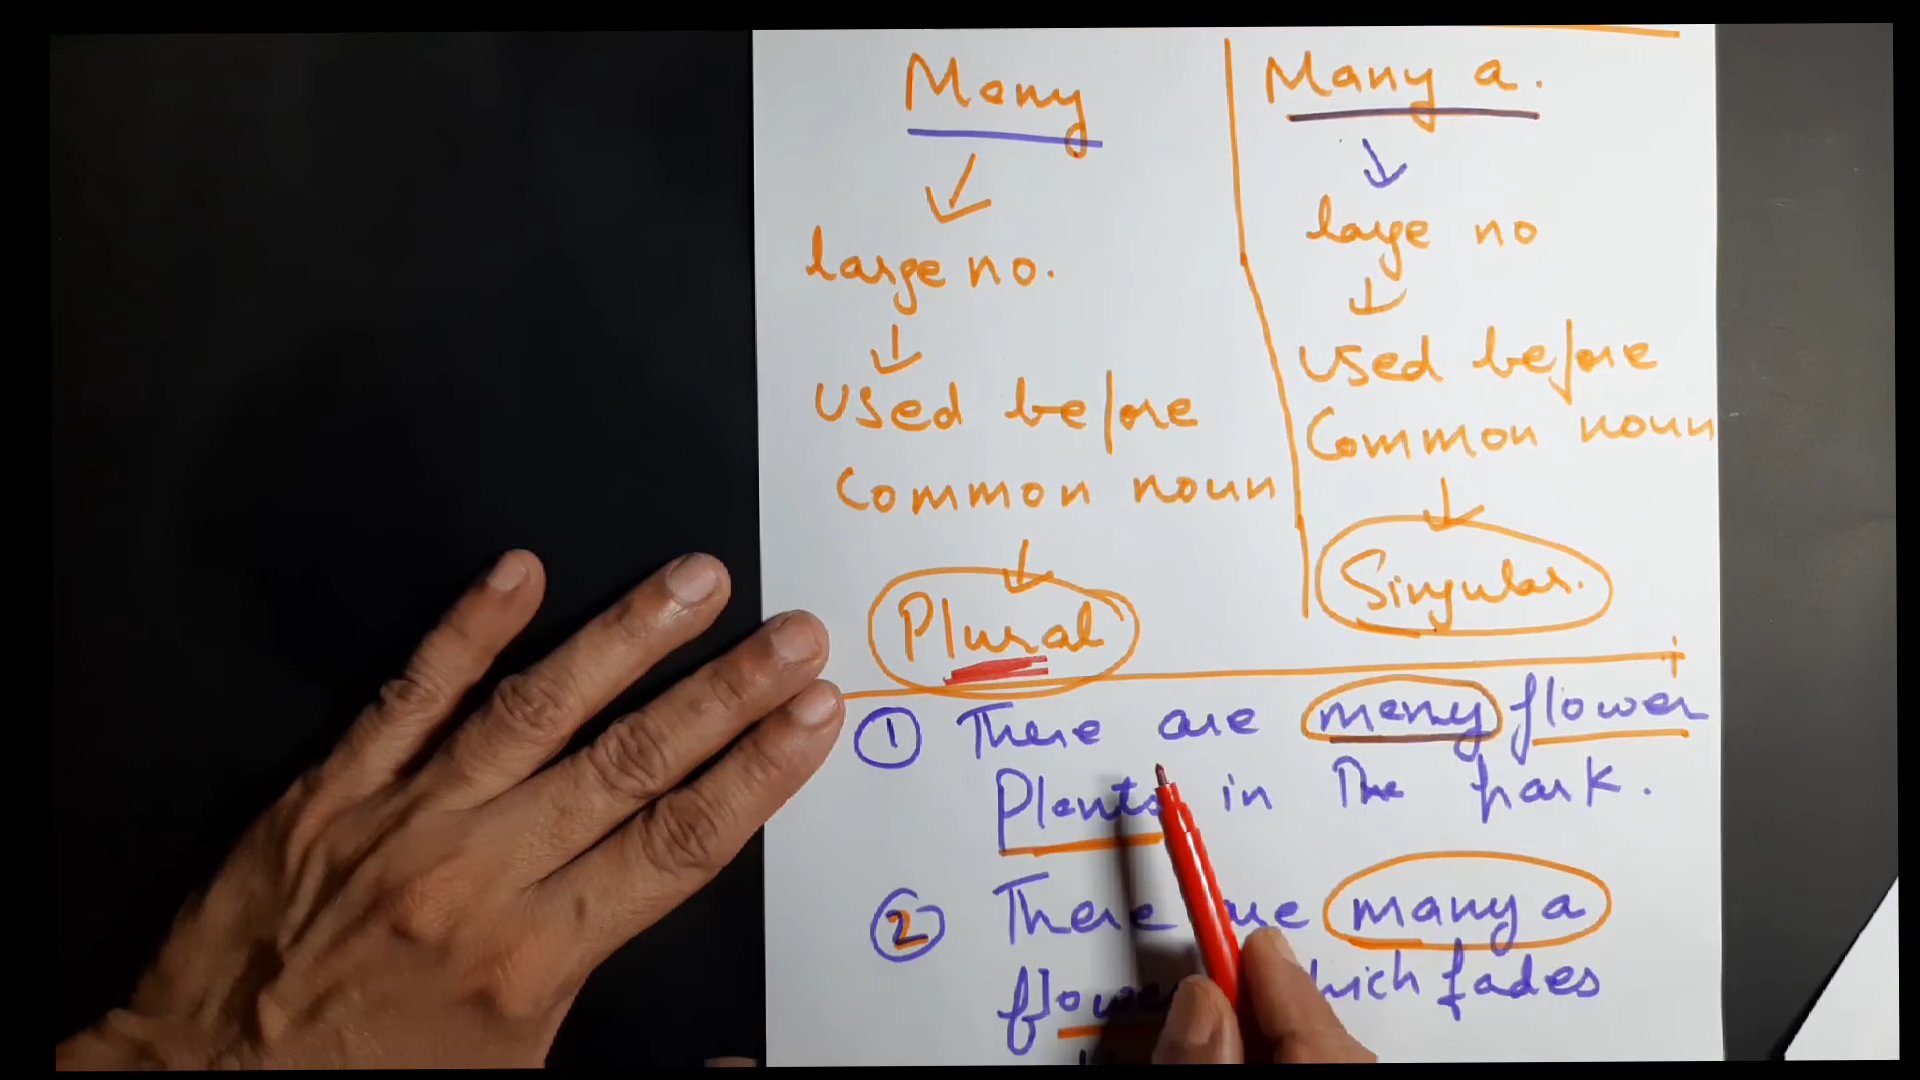 Many
large no.
Used before
Common noun
Plural
Many a.
large no
Used before
Common noun
Singular.
① There are many flower
Plants in The park.
② There are many a
flower which fades